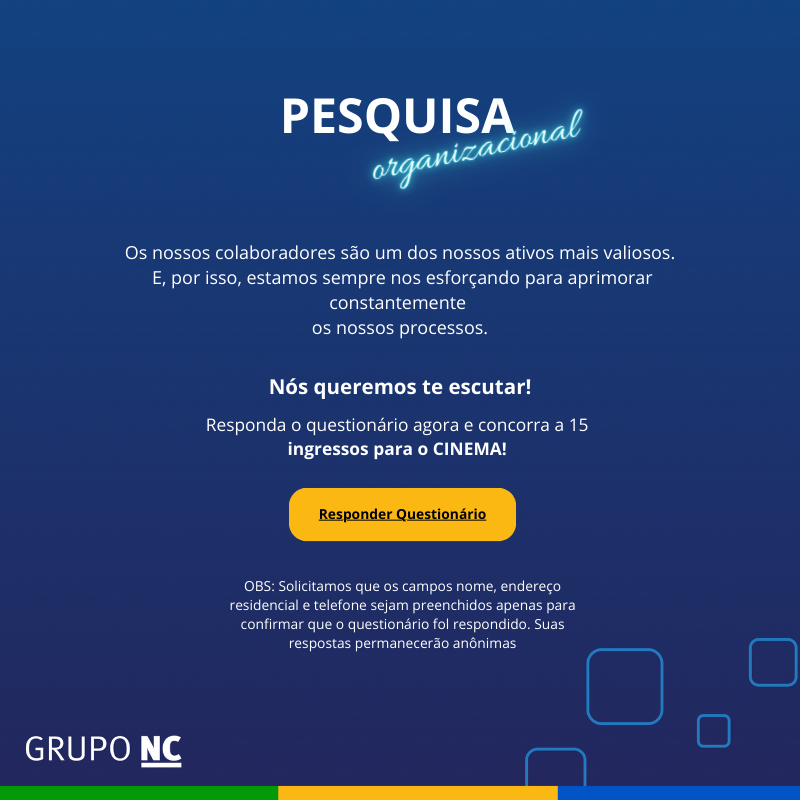 PESQUISA
organizacional
Os nossos colaboradores são um dos nossos ativos mais valiosos.
E, por isso, estamos sempre nos esforçando para aprimorar
constantemente
os nossos processos.
Nós queremos te escutar!
Responda o questionário agora e concorra a 15
ingressos para o CINEMA!
Responder Questionário
OBS: Solicitamos que os campos nome, endereço
residencial e telefone sejam preenchidos apenas para
confirmar que o questionário fol respondido. Suas
respostas permanecerão anônimas
GRUPO NC